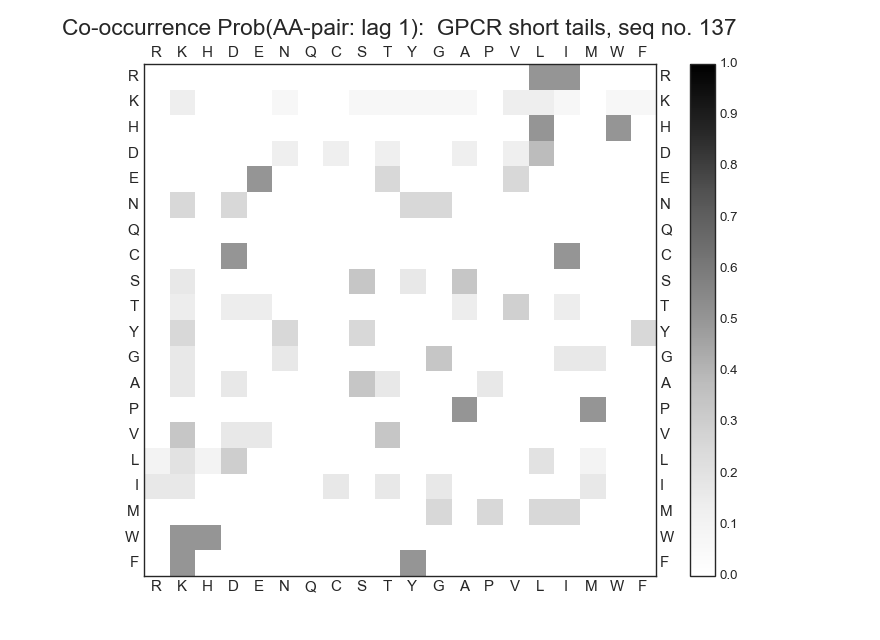 Co-occurrence Prob(AA-pair: lag 1):  GPCR short tails, seq no. 137
R K H D E N Q C S T Y G A P V L I M W F
R R 1.0
K K 0.9
H H
D D 0.8
E E
N N 0.7
Q Q
C C 0.6
S S
T T 0.5
Y Y
G G 0.4
A A
P P 0.3
V V
L L 0.2
I I
M M 0.1
W W
F F 0.0
R K H D E N Q C S T Y G A P V L I M W F